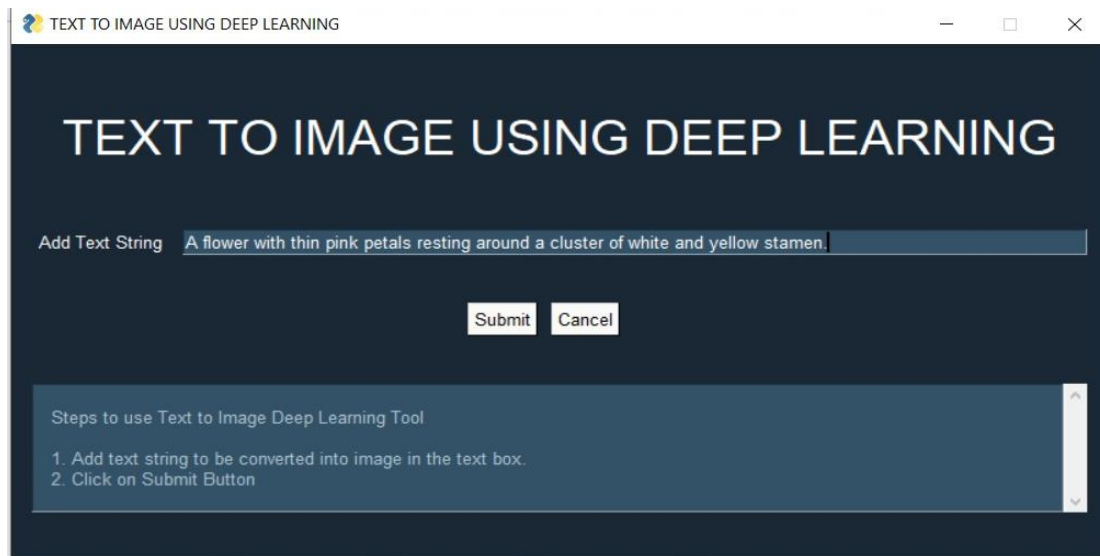 TEXT TO IMAGE USING DEEP LEARNING
TEXT TO IMAGE USING DEEP LEARNING
Add Text String A flower with thin pink petals resting around a cluster of white and yellow stamen.
Submit Cancel
Steps to use Text to Image Deep Learning Tool
1. Add text string to be converted into image in the text box.
2. Click on Submit Button